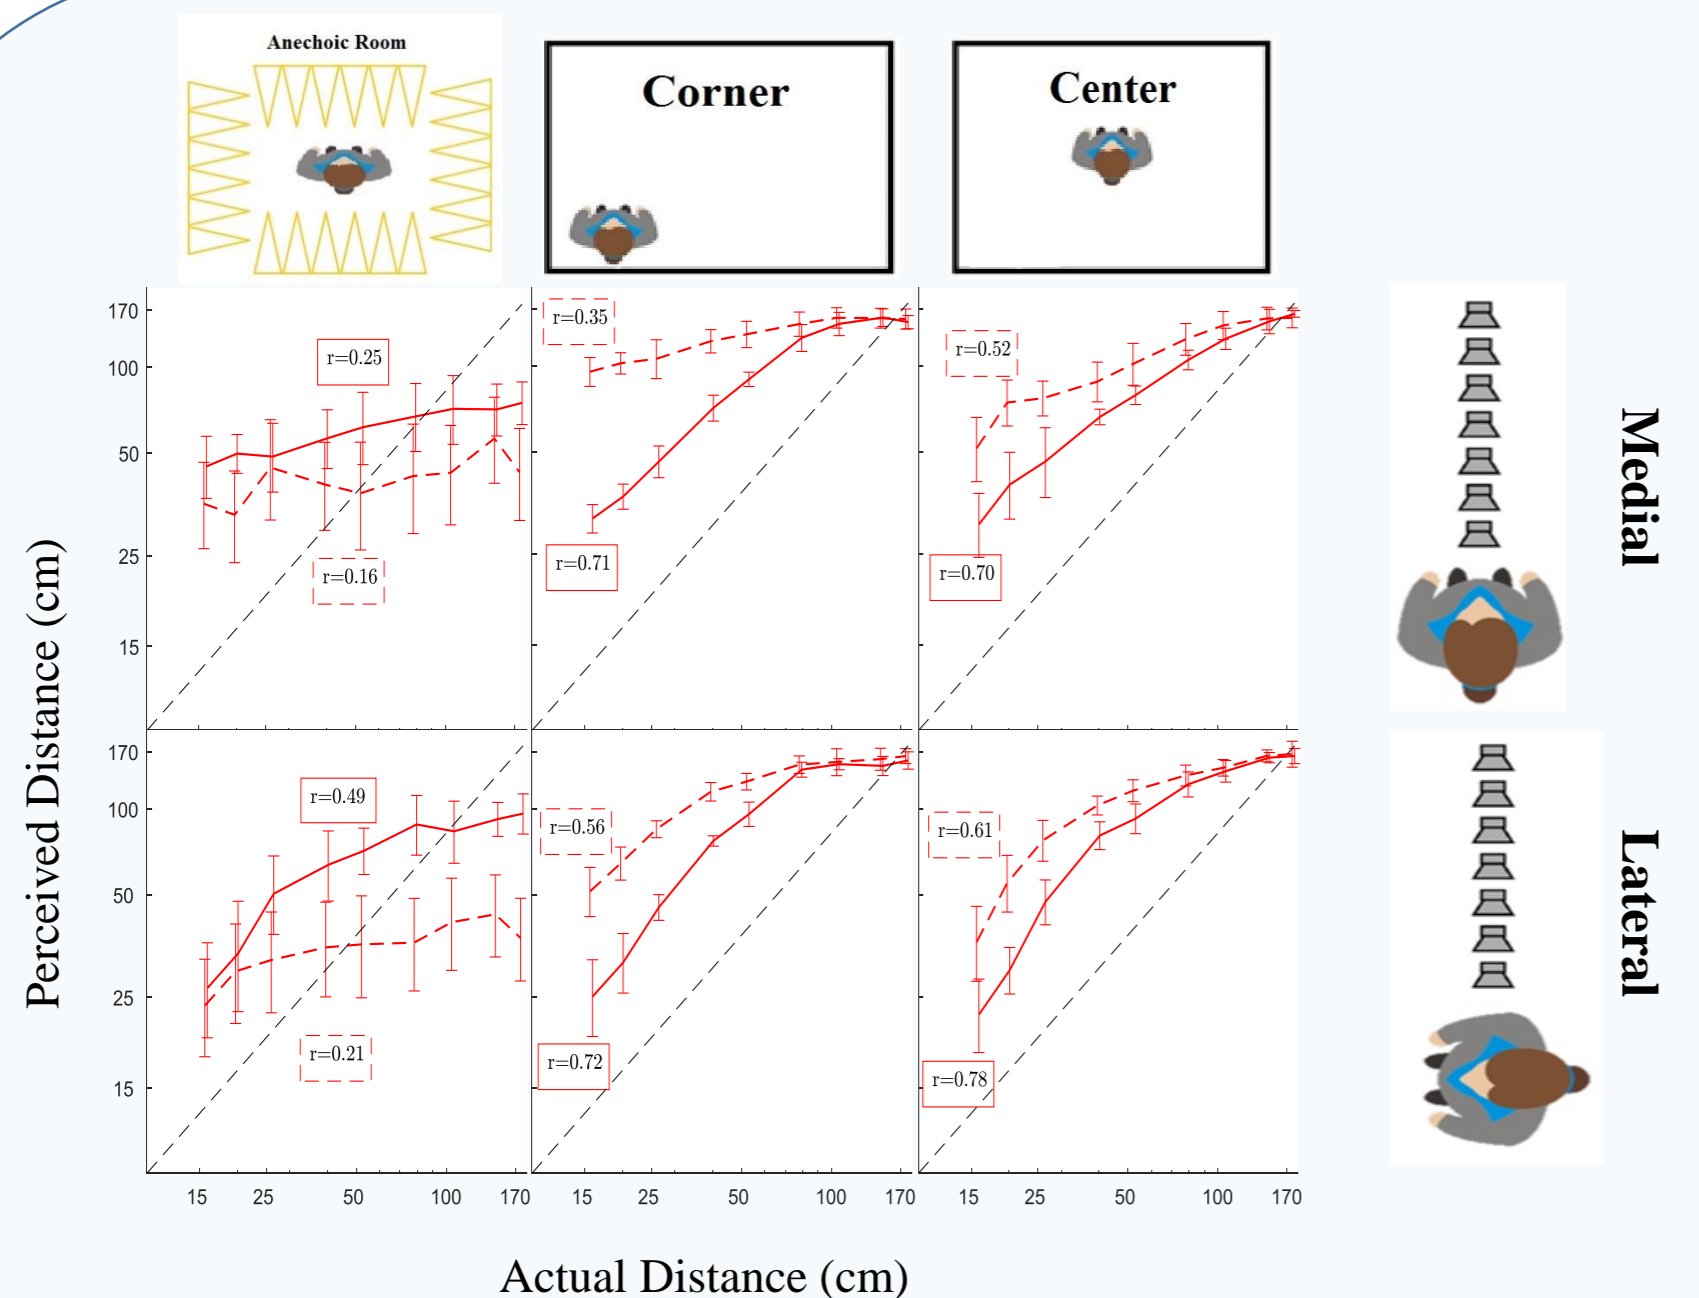 Anechoic Room
Corner
Center
170
100
50
25
15
r=0.25
r=0.16
r=0.35
r=0.71
r=0.52
r=0.70
Medial
Perceived Distance (cm)
170
100
50
25
15
r=0.49
r=0.21
r=0.56
r=0.72
r=0.61
r=0.78
Lateral
15 25 50 100 170 15 25 50 100 170 15 25 50 100 170
Actual Distance (cm)